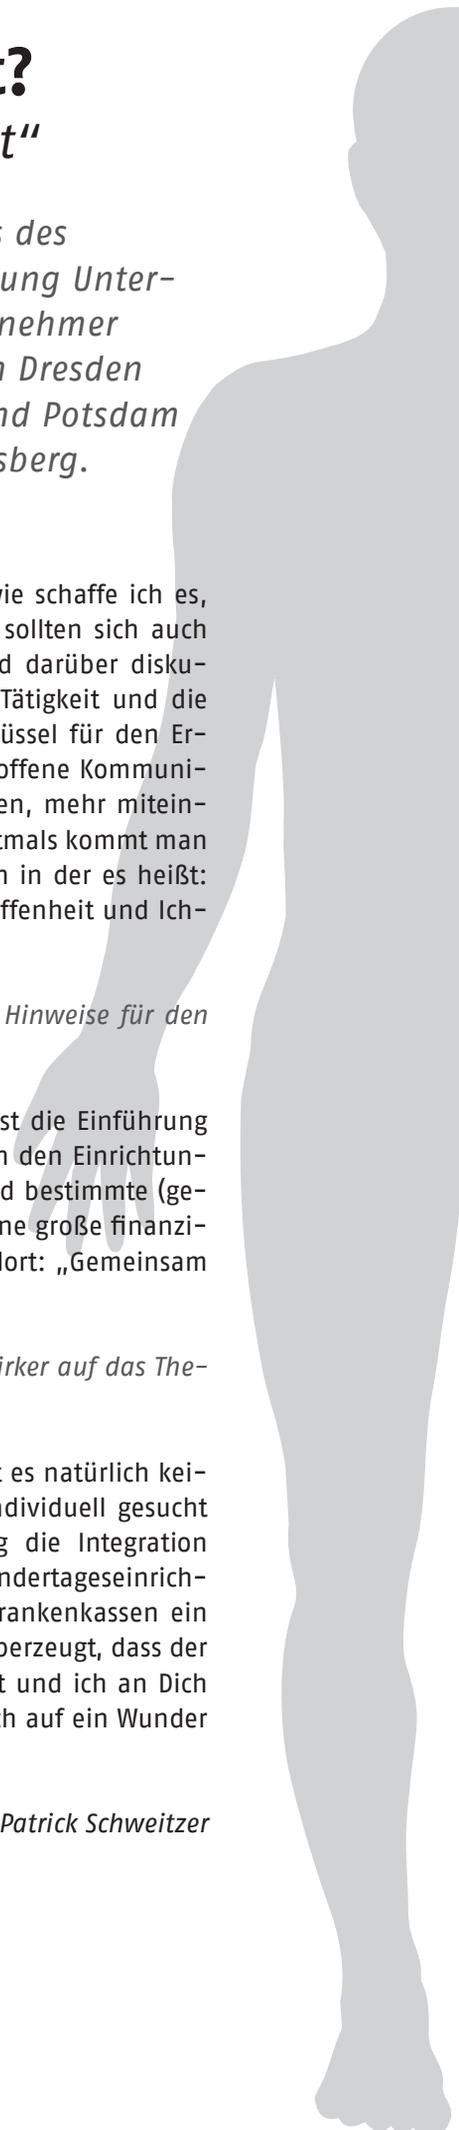 t?
t“
s des
ung Unter-
nehmer
n Dresden
nd Potsdam
sberg.
wie schaffe ich es,
sollten sich auch
d darüber disku-
Tätigkeit und die
üssel für den Er-
offene Kommuni-
en, mehr mitein-
tmals kommt man
n in der es heißt:
ffenheit und Ich-
Hinweise für den
st die Einführung
n den Einrichtun-
d bestimmte (ge-
ne große finanzi-
lort: „Gemeinsam
irker auf das The-
t es natürlich kei-
ndividuell gesucht
g die Integration
ndertageseinrich-
rankenkassen ein
berzeugt, dass der
t und ich an Dich
ch auf ein Wunder
Patrick Schweitzer